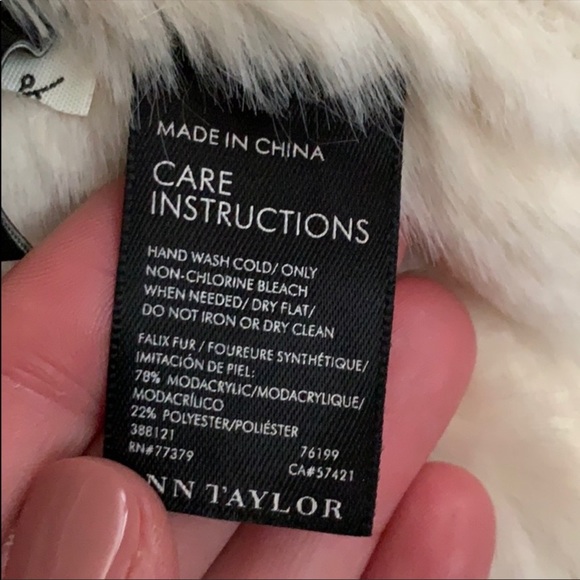 MADE IN CHINA
CARE
INSTRUCTIONS
HAND WASH COLD/ ONLY
NON-CHLORINE BLEACH
WHEN NEEDED/ DRY FLAT/
DO NOT IRON OR DRY CLEAN
FALIX FUR / FOUREURE SYNTHÉTIQUE/
IMITACIÓN DE PIEL:
78% MODACRYLIC/MODACRYLIQUE/
MODACRÍLICO
22% POLYESTER/POLIÉSTER
388121 76199
RN#77379 CA#57421
NN TAYLOR